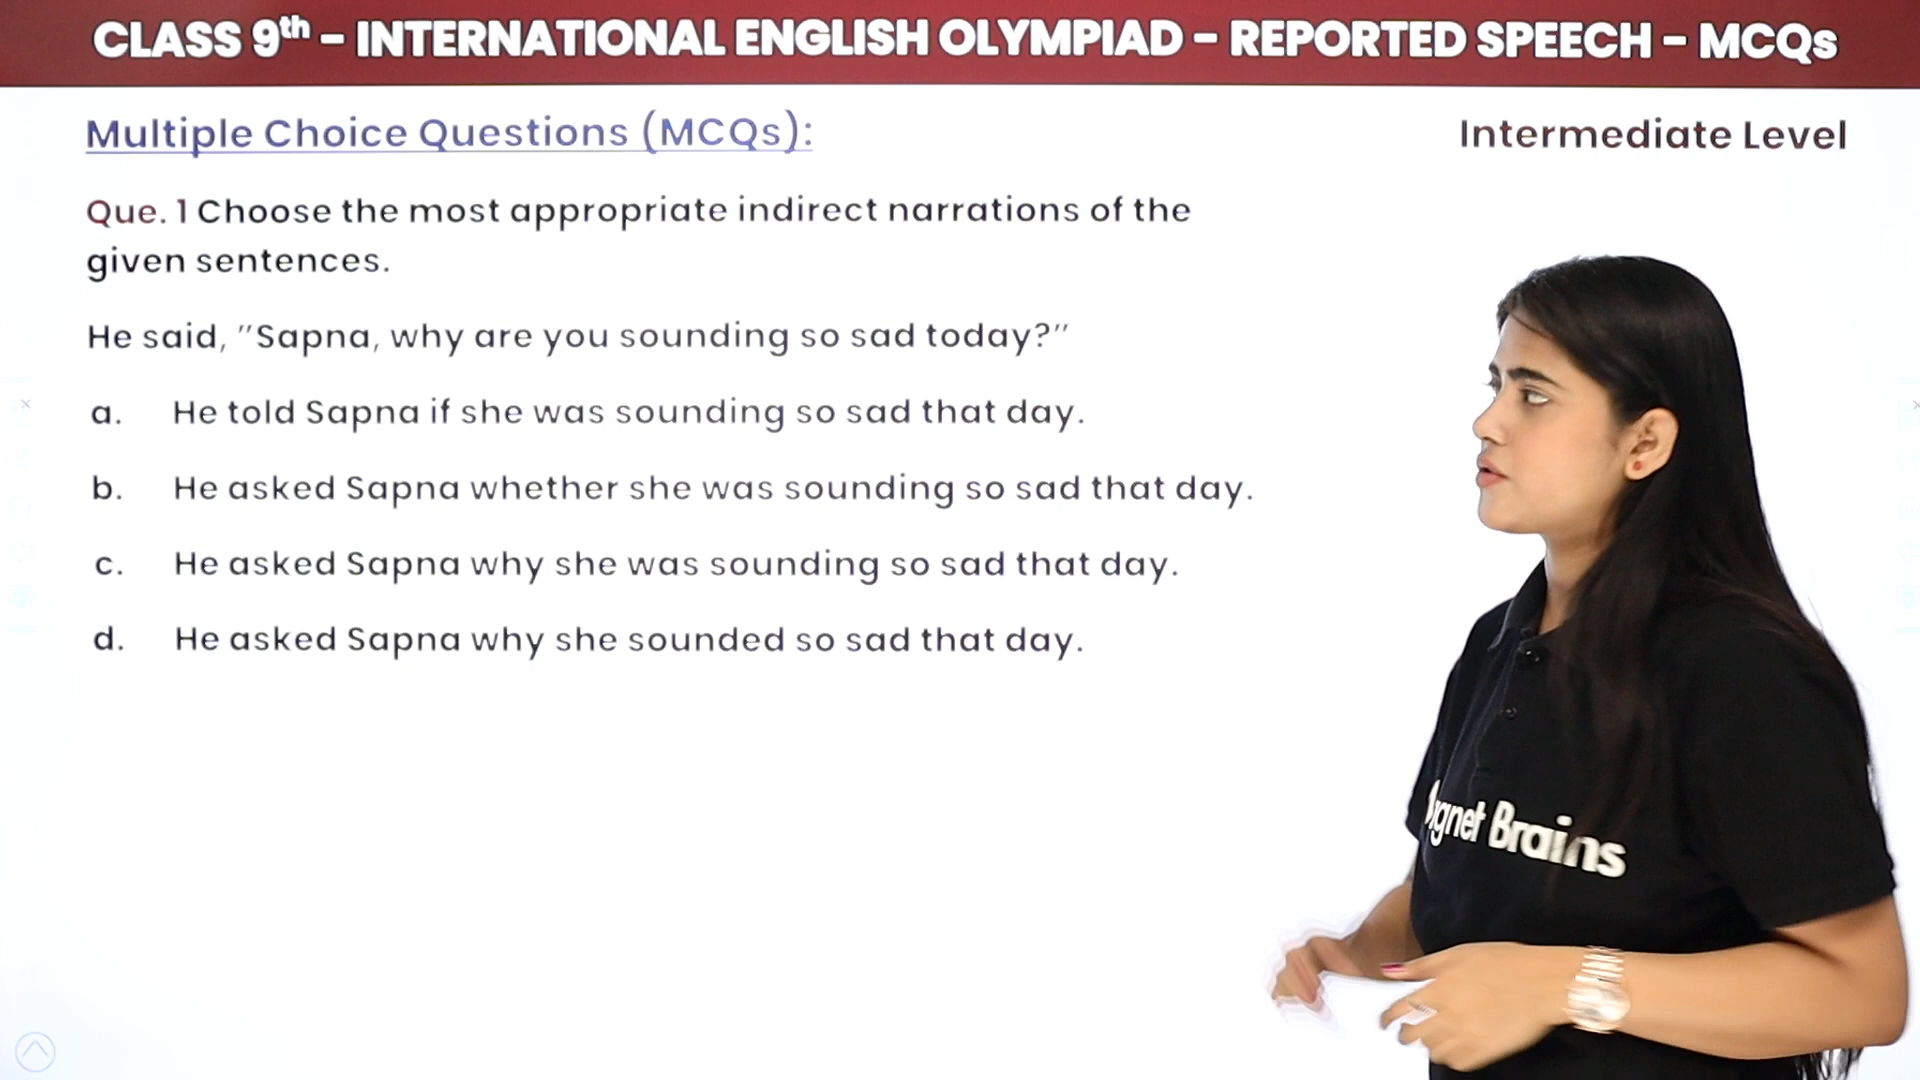 CLASS 9th - INTERNATIONAL ENGLISH OLYMPIAD - REPORTED SPEECH - MCQs
Multiple Choice Questions (MCQs):
Intermediate Level
Que. 1 Choose the most appropriate indirect narrations of the
given sentences.
He said, "Sapna, why are you sounding so sad today?"
a. He told Sapna if she was sounding so sad that day.
b. He asked Sapna whether she was sounding so sad that day.
c. He asked Sapna why she was sounding so sad that day.
d. He asked Sapna why she sounded so sad that day.
gnet Brains